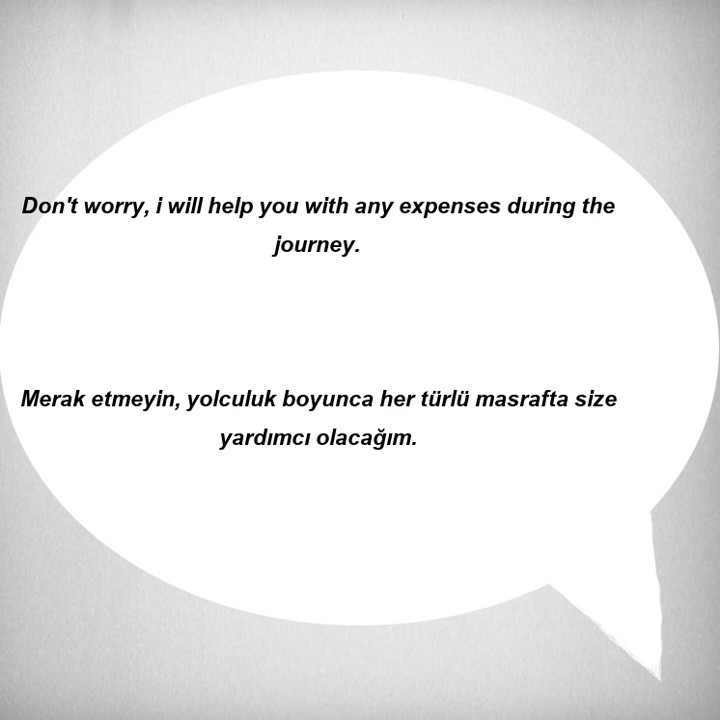 Don't worry, i will help you with any expenses during the
journey.
Merak etmeyin, yolculuk boyunca her türlü masrafta size
yardımcı olacağım.